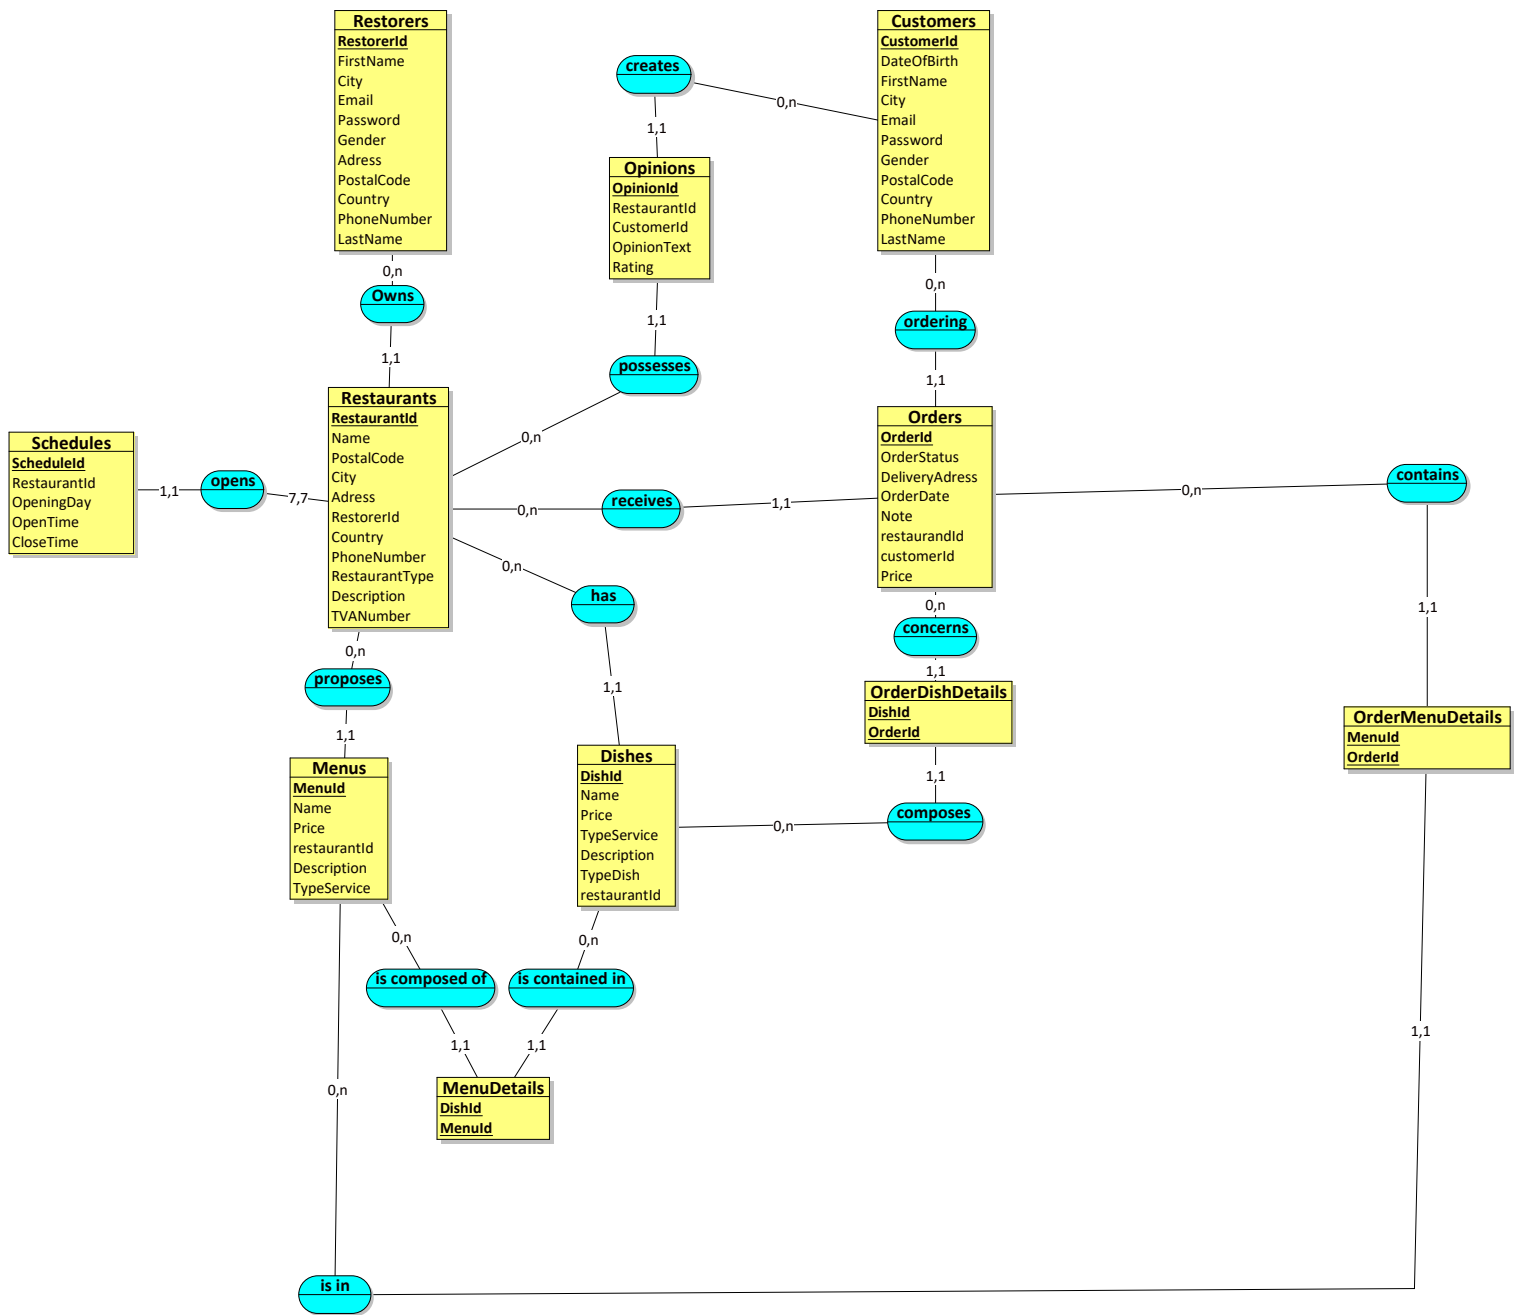 Restorers
RestorerId
FirstName
City
Email
Password
Gender
Adress
PostalCode
Country
PhoneNumber
LastName
Customers
CustomerId
DateOfBirth
FirstName
City
Email
Password
Gender
PostalCode
Country
PhoneNumber
LastName
creates
0,n
1,1
Opinions
OpinionId
RestaurantId
CustomerId
OpinionText
Rating
0,n
Owns
1,1
0,n
ordering
1,1
1,1
possesses
0,n
Restaurants
RestaurantId
Name
PostalCode
City
Adress
RestorerId
Country
PhoneNumber
RestaurantType
Description
TVANumber
Schedules
ScheduleId
RestaurantId
OpeningDay
OpenTime
CloseTime
1,1
opens
7,7
0,n
receives
1,1
Orders
OrderId
OrderStatus
DeliveryAdress
OrderDate
Note
restaurandId
customerId
Price
0,n
contains
1,1
0,n
has
1,1
0,n
concerns
1,1
OrderDishDetails
DishId
OrderId
OrderMenuDetails
MenuId
OrderId
0,n
proposes
1,1
Menus
MenuId
Name
Price
restaurantId
Description
TypeService
Dishes
DishId
Name
Price
TypeService
Description
TypeDish
restaurantId
1,1
composes
0,n
0,n
is composed of
1,1
0,n
is contained in
1,1
MenuDetails
DishId
MenuId
0,n
1,1
is in